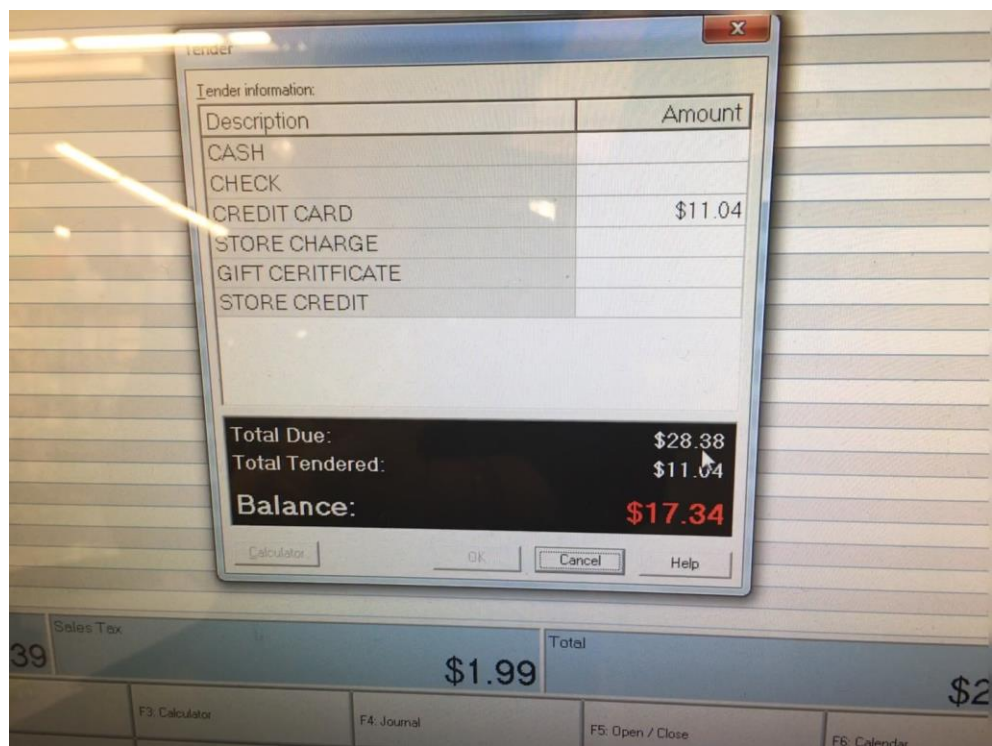 Tender
Tender information:
Description Amount
CASH
CHECK
CREDIT CARD $11.04
STORE CHARGE
GIFT CERITFICATE
STORE CREDIT
Total Due: $28.38
Total Tendered: $11.04
Balance: $17.34
Calculator OK Cancel Help
39 Sales Tax $1.99 Total $2
F3: Calculator F4: Journal F5: Open / Close F6: Calendar